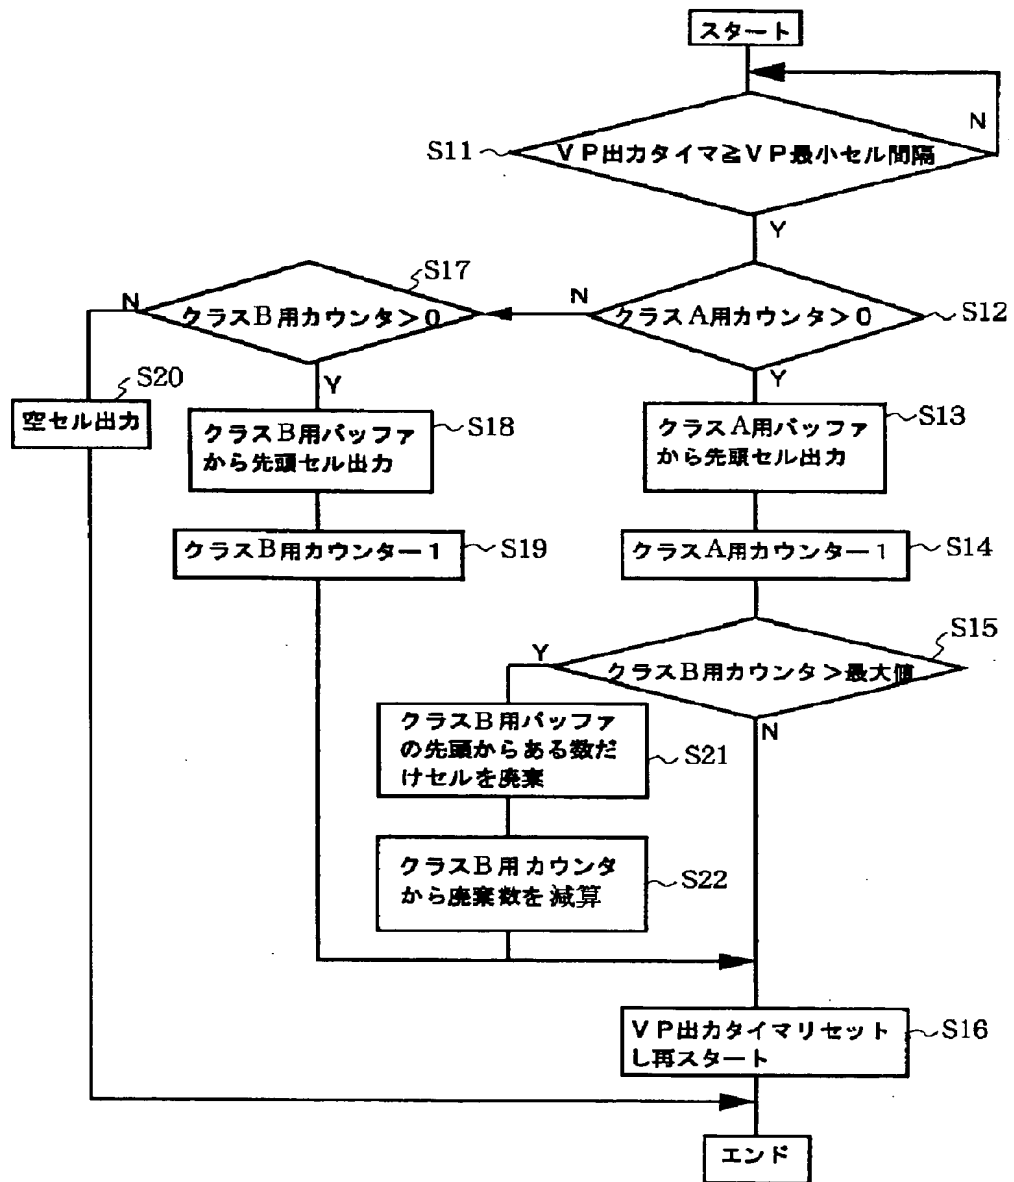 スタート
N
S11
VP出力タイマ≧VP最小セル間隔
Y
S17
N
クラスB用カウンタ>0
N
クラスA用カウンタ>0
S12
Y
Y
S20
空セル出力
クラスB用バッファ
から先頭セル出力
S18
クラスA用バッファ
から先頭セル出力
S13
クラスB用カウンター1
S19
クラスA用カウンター1
S14
S15
Y
クラスB用カウンタ>最大値
N
クラスB用バッファ
の先頭からある数だ
けセルを廃棄
S21
クラスB用カウンタ
から廃棄数を減算
S22
VP出力タイマリセット
し再スタート
S16
エンド